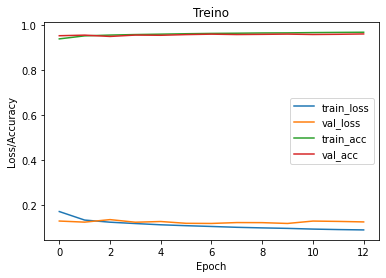 Treino
1.0
0.8
0.6
0.4
0.2
Loss/Accuracy
train_loss
val_loss
train_acc
val_acc
0 2 4 6 8 10 12
Epoch